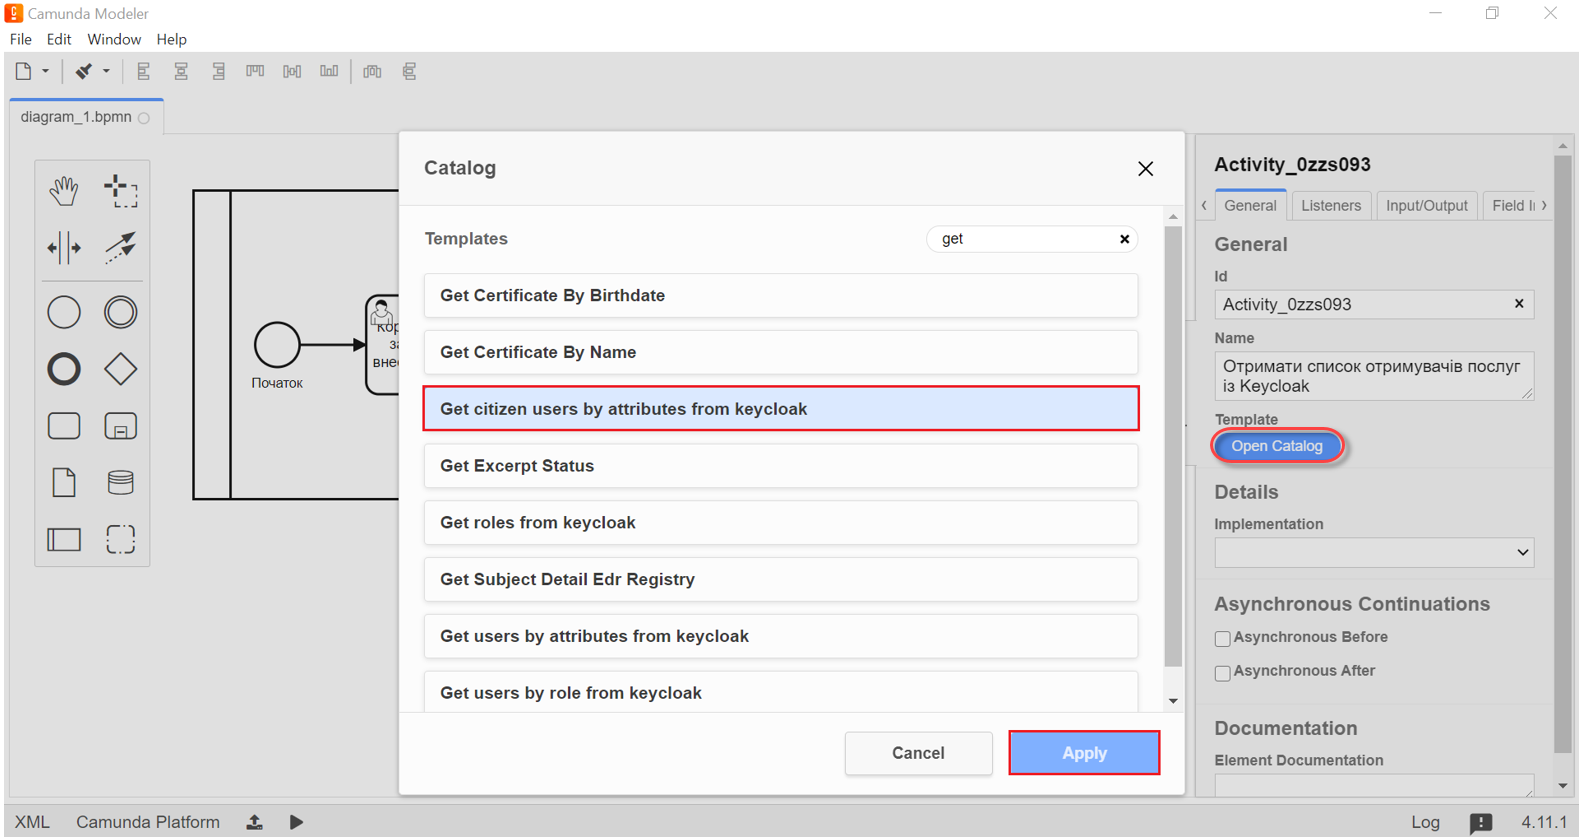 Camunda Modeler
File Edit Window Help
diagram_1.bpmn
Початок
за
внес
Catalog
Templates
get
Get Certificate By Birthdate
Get Certificate By Name
Get citizen users by attributes from keycloak
Get Excerpt Status
Get roles from keycloak
Get Subject Detail Edr Registry
Get users by attributes from keycloak
Get users by role from keycloak
Cancel
Apply
Activity_0zzs093
General
Listeners
Input/Output
Field I
General
Id
Activity_0zzs093
Name
Отримати список отримувачів послуг
із Keycloak
Template
Open Catalog
Details
Implementation
Asynchronous Continuations
Asynchronous Before
Asynchronous After
Documentation
Element Documentation
XML
Camunda Platform
Log
4.11.1